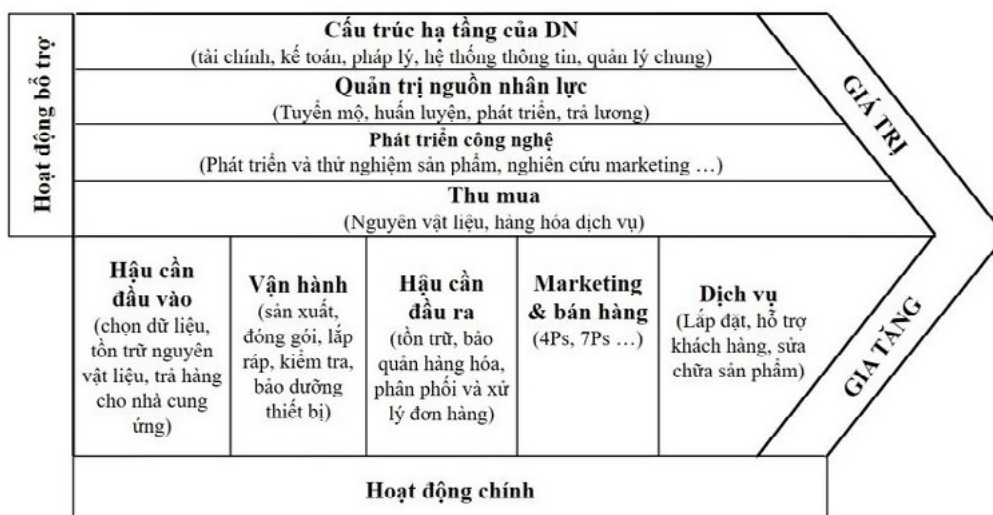 Hoạt động bổ trợ
Cấu trúc hạ tầng của DN
(tài chính, kế toán, pháp lý, hệ thống thông tin, quản lý chung)
Quản trị nguồn nhân lực
(Tuyển mộ, huấn luyện, phát triển, trả lương)
Phát triển công nghệ
(Phát triển và thử nghiệm sản phẩm, nghiên cứu marketing ...)
Thu mua
(Nguyên vật liệu, hàng hóa dịch vụ)
GIÁ TRỊ
Hậu cần
đầu vào
(chọn dữ liệu,
tồn trữ nguyên
vật liệu, trả hàng
cho nhà cung
ứng)
Vận hành
(sản xuất,
đóng gói, lắp
ráp, kiểm tra,
bảo dưỡng
thiết bị)
Hậu cần
đầu ra
(tồn trữ, bảo
quản hàng hóa,
phân phối và xử
lý đơn hàng)
Marketing
& bán hàng
(4Ps, 7Ps ...)
Dịch vụ
(Lắp đặt, hỗ trợ
khách hàng, sửa
chữa sản phẩm)
GIA TĂNG
Hoạt động chính